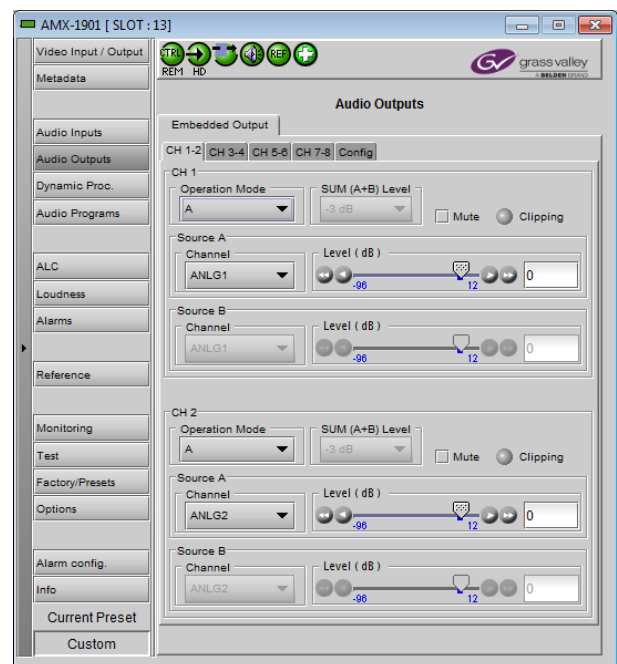 AMX-1901 [ SLOT : 13]
Video Input / Output
Metadata
Audio Inputs
Audio Outputs
Dynamic Proc.
Audio Programs
ALC
Loudness
Alarms
Reference
Monitoring
Test
Factory/Presets
Options
Alarm config.
Info
Current Preset
Custom
CTRL
REF
REM HD
GV grass valley
A BELDEN BRAND
Audio Outputs
Embedded Output
CH 1-2 CH 3-4 CH 5-6 CH 7-8 Config
CH 1
Operation Mode SUM (A+B) Level
A -3 dB Mute Clipping
Source A
Channel Level ( dB )
ANLG1 -96 12 0
Source B
Channel Level ( dB )
ANLG1 -96 12 0
CH 2
Operation Mode SUM (A+B) Level
A -3 dB Mute Clipping
Source A
Channel Level ( dB )
ANLG2 -96 12 0
Source B
Channel Level ( dB )
ANLG2 -96 12 0